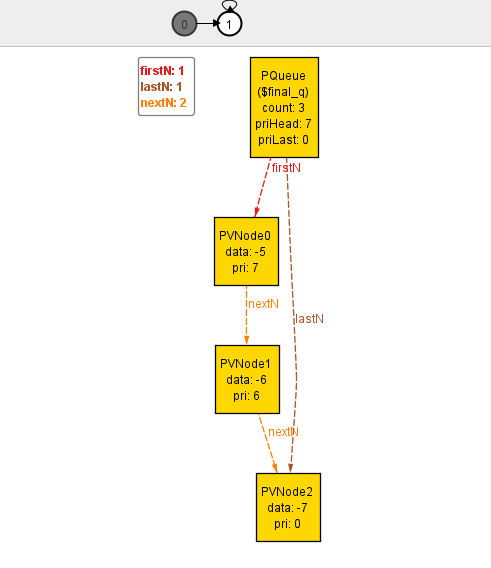 0
1
firstN: 1
lastN: 1
nextN: 2
PQueue
($final_q)
count: 3
priHead: 7
priLast: 0
firstN
PVNode0
data: -5
pri: 7
nextN
lastN
PVNode1
data: -6
pri: 6
nextN
PVNode2
data: -7
pri: 0